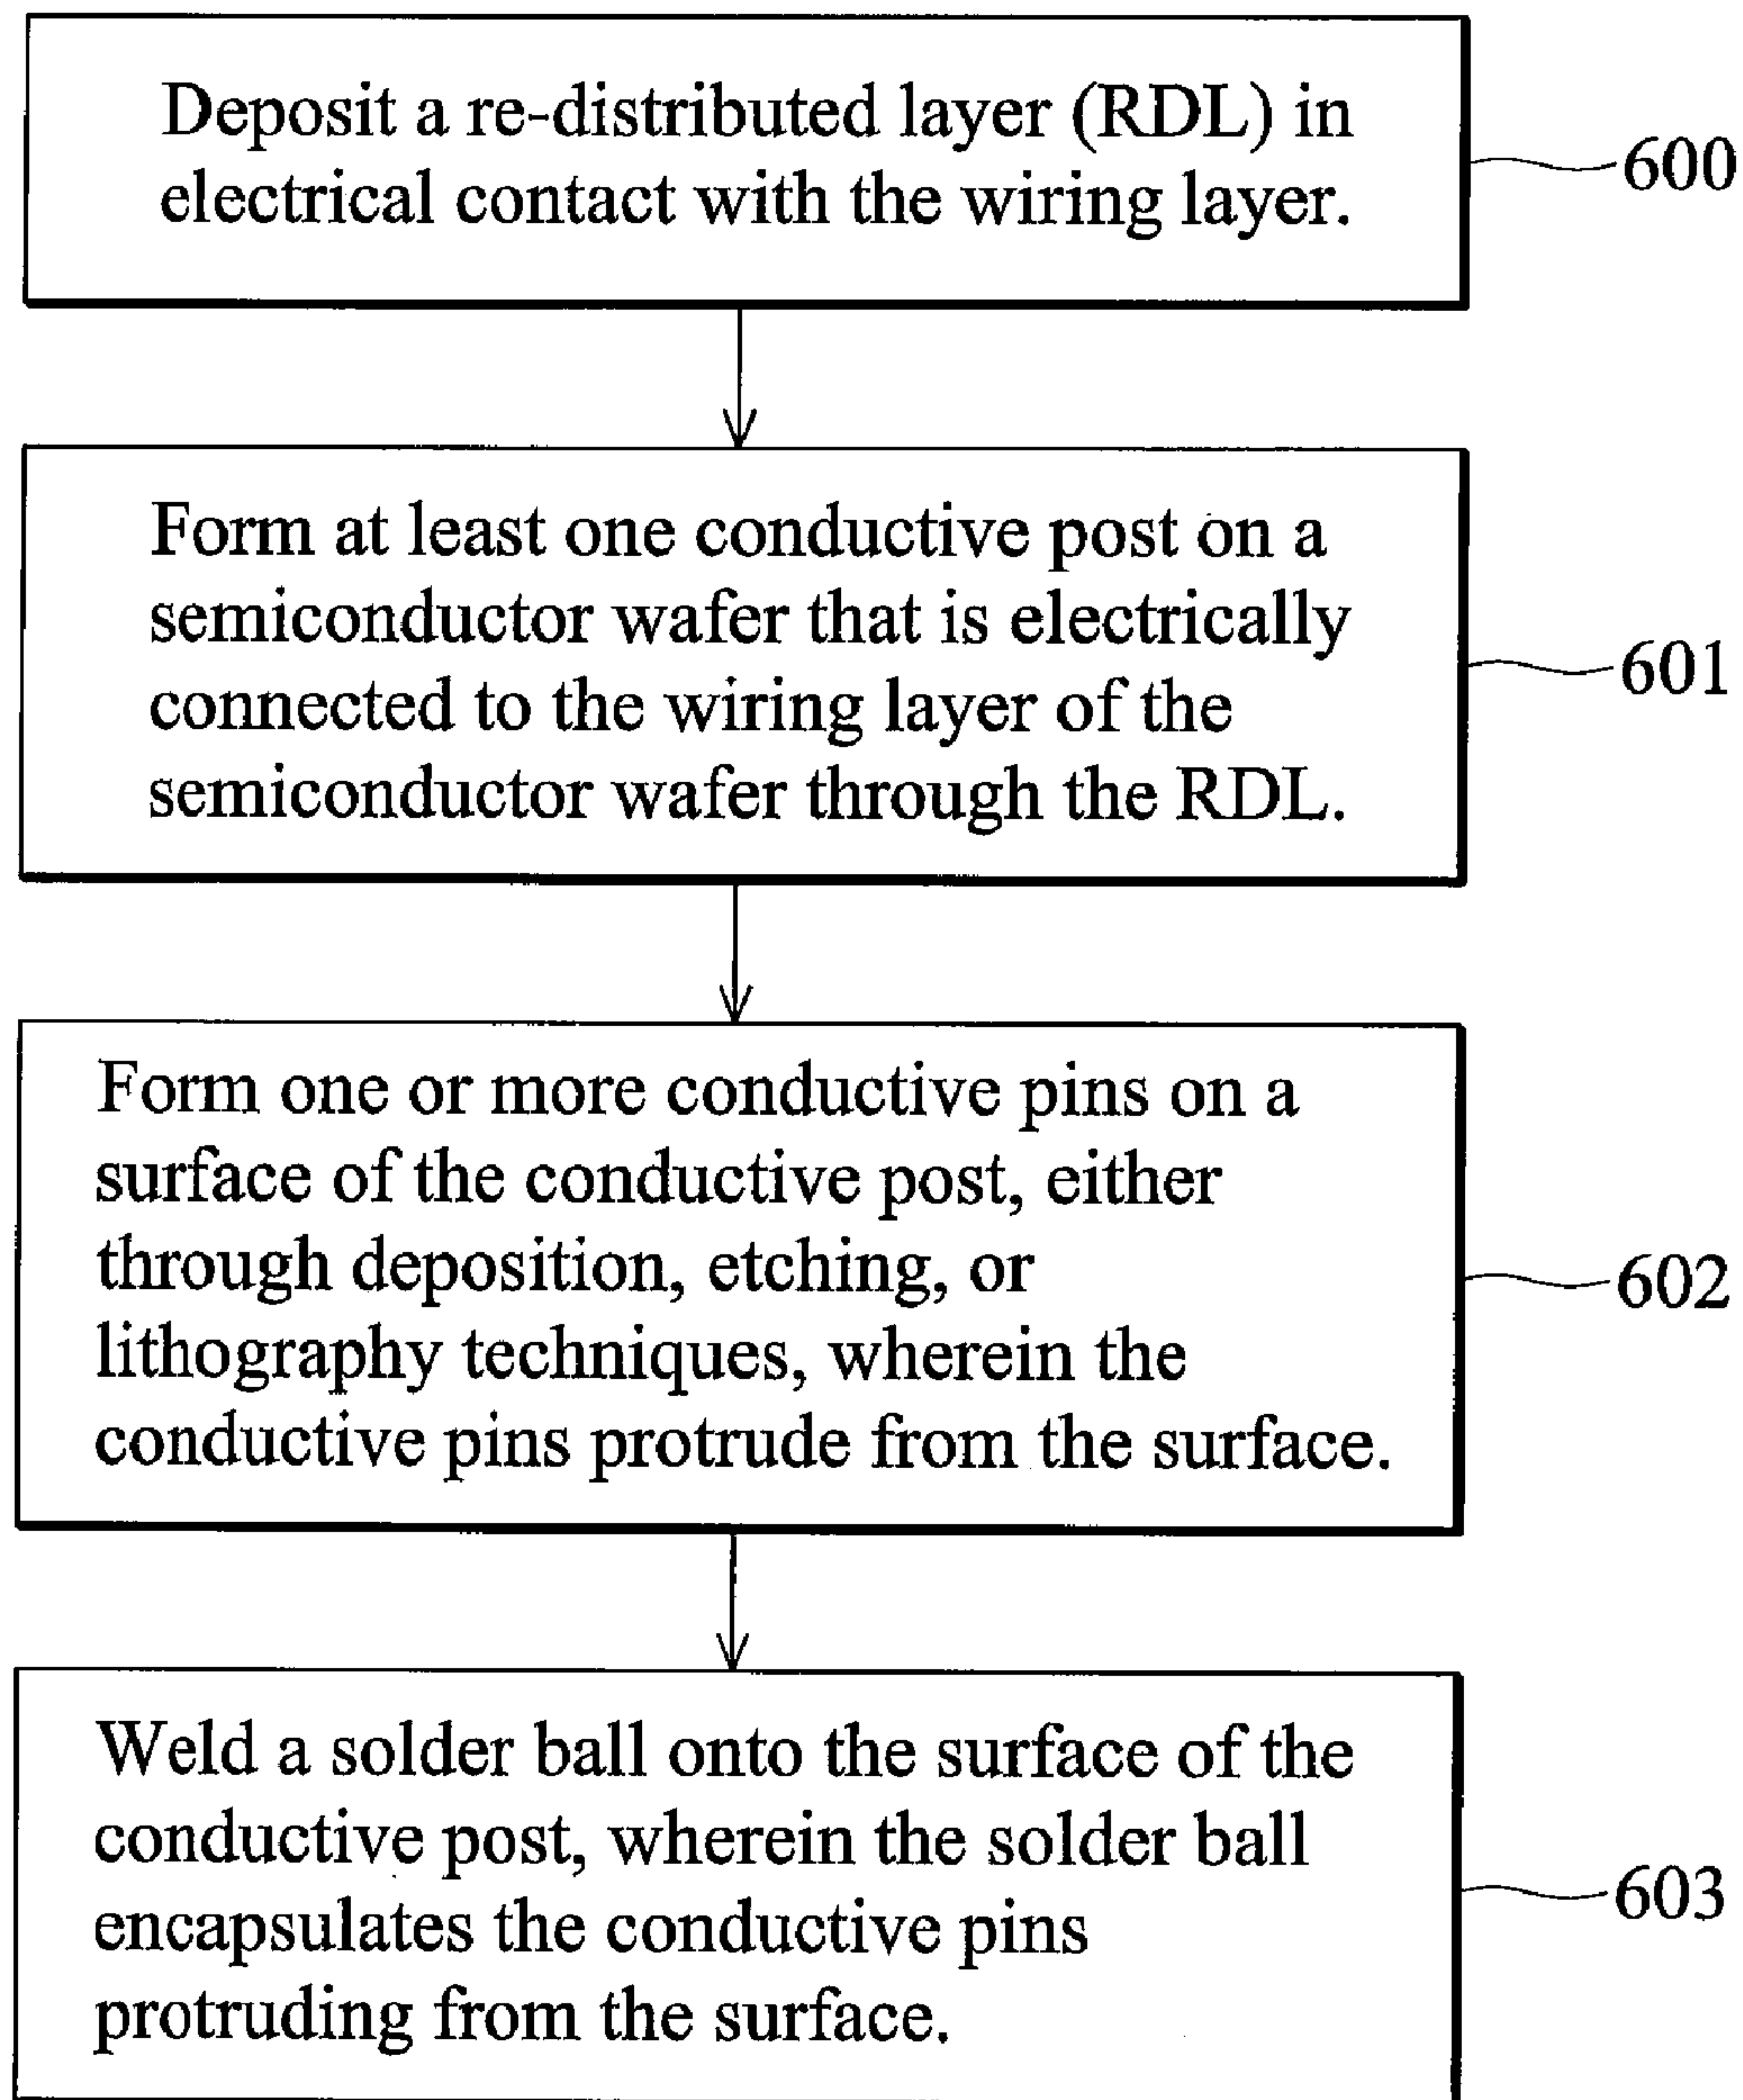 Deposit a re-distributed layer (RDL) in
electrical contact with the wiring layer.
600
Form at least one conductive post on a
semiconductor wafer that is electrically
connected to the wiring layer of the
semiconductor wafer through the RDL.
601
Form one or more conductive pins on a
surface of the conductive post, either
through deposition, etching, or
lithography techniques, wherein the
conductive pins protrude from the surface.
602
Weld a solder ball onto the surface of the
conductive post, wherein the solder ball
encapsulates the conductive pins
protruding from the surface.
603